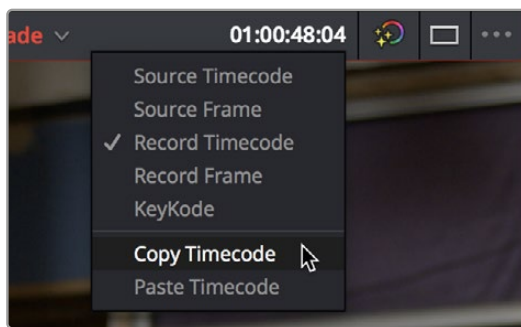 ade 01:00:48:04
Source Timecode
Source Frame
Record Timecode
Record Frame
KeyKode
Copy Timecode
Paste Timecode